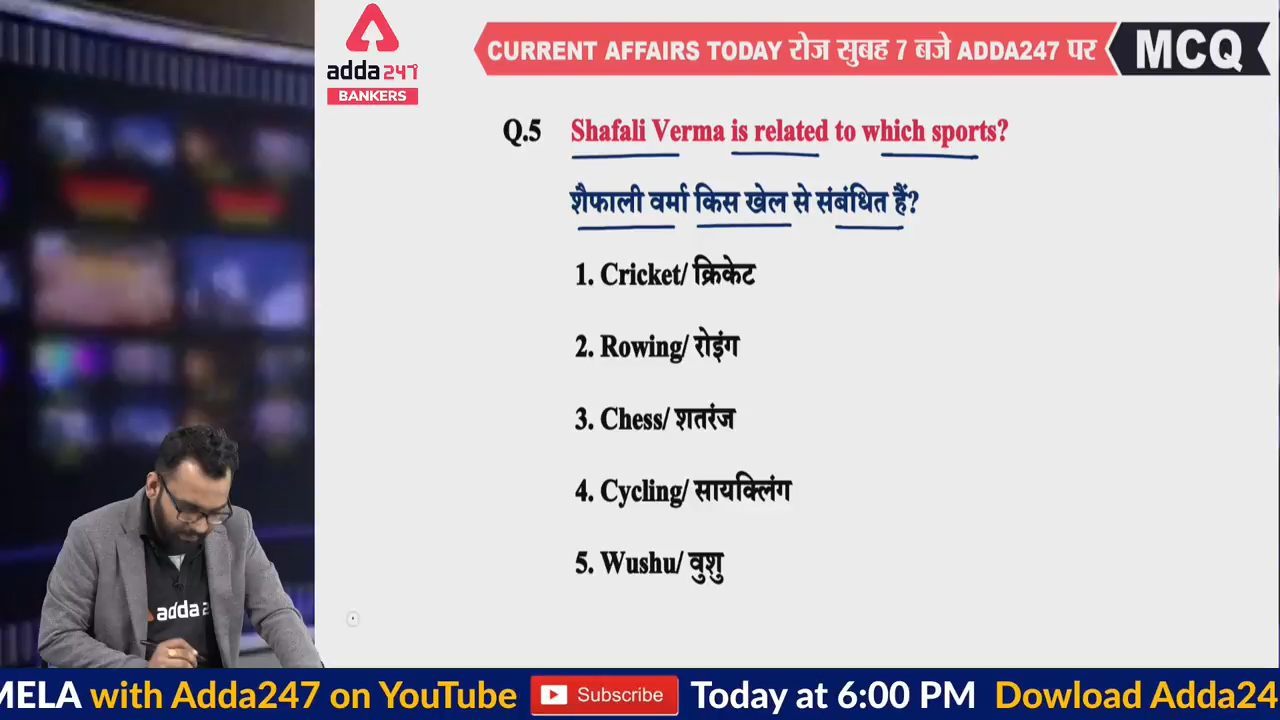 adda247
BANKERS
CURRENT AFFAIRS TODAY रोज सुबह 7 बजे ADDA247 पर
MCQ
Q.5 Shafali Verma is related to which sports?
शैफाली वर्मा किस खेल से संबंधित हैं?
1. Cricket/ क्रिकेट
2. Rowing/ रोइंग
3. Chess/ शतरंज
4. Cycling/ सायक्लिंग
5. Wushu/ वुशु
adda2
MELA with Adda247 on YouTube Subscribe Today at 6:00 PM Dowload Adda24